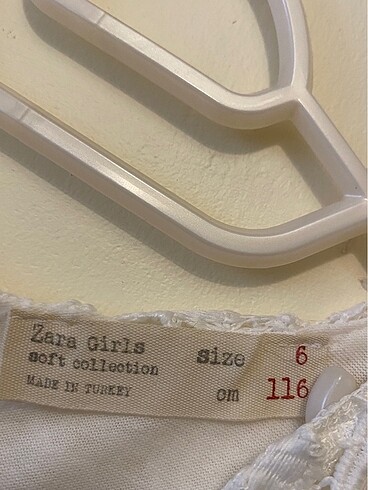 Zara Girls
soft collection
MADE IN TURKEY
size 6
cm 116